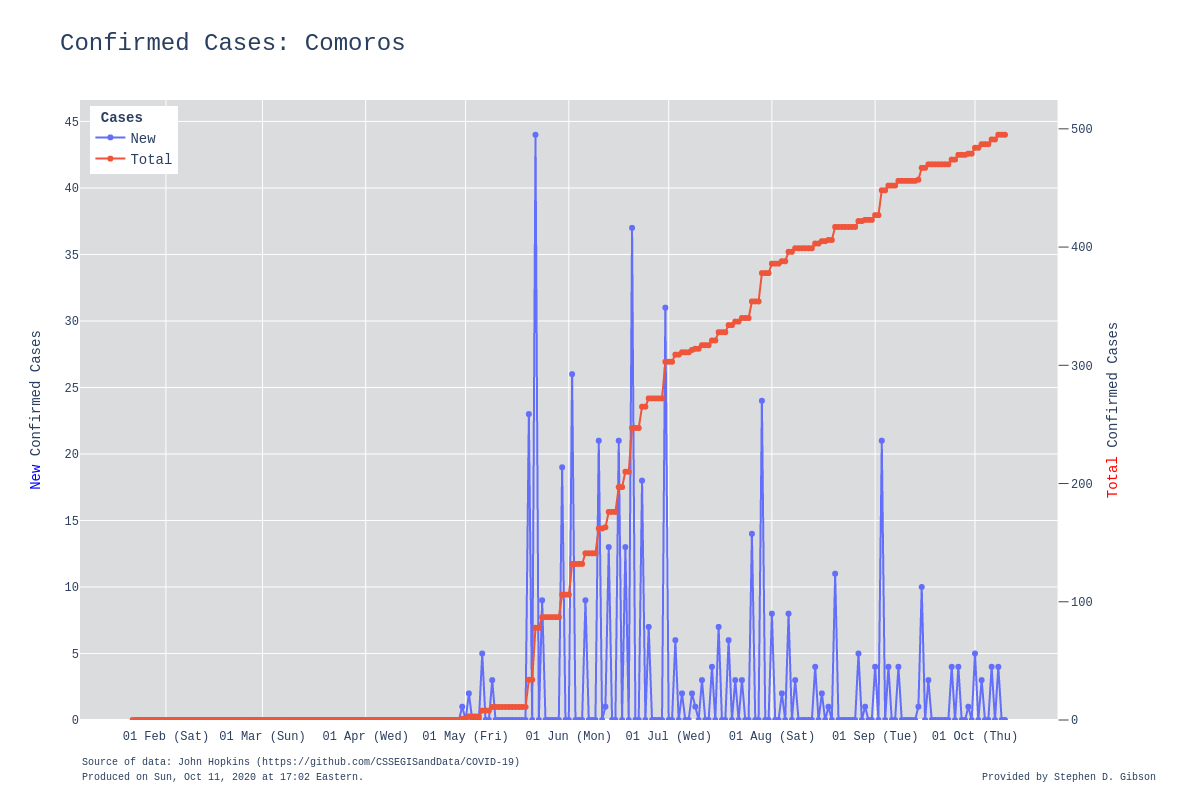 Confirmed Cases: Comoros
Cases
New
Total
45
40
35
30
25
20
15
10
5
0
500
400
300
200
100
0
New Confirmed Cases
Total Confirmed Cases
01 Feb (Sat) 01 Mar (Sun) 01 Apr (Wed) 01 May (Fri) 01 Jun (Mon) 01 Jul (Wed) 01 Aug (Sat) 01 Sep (Tue) 01 Oct (Thu)
Source of data: John Hopkins (https://github.com/CSSEGISandData/COVID-19)
Produced on Sun, Oct 11, 2020 at 17:02 Eastern.
Provided by Stephen D. Gibson